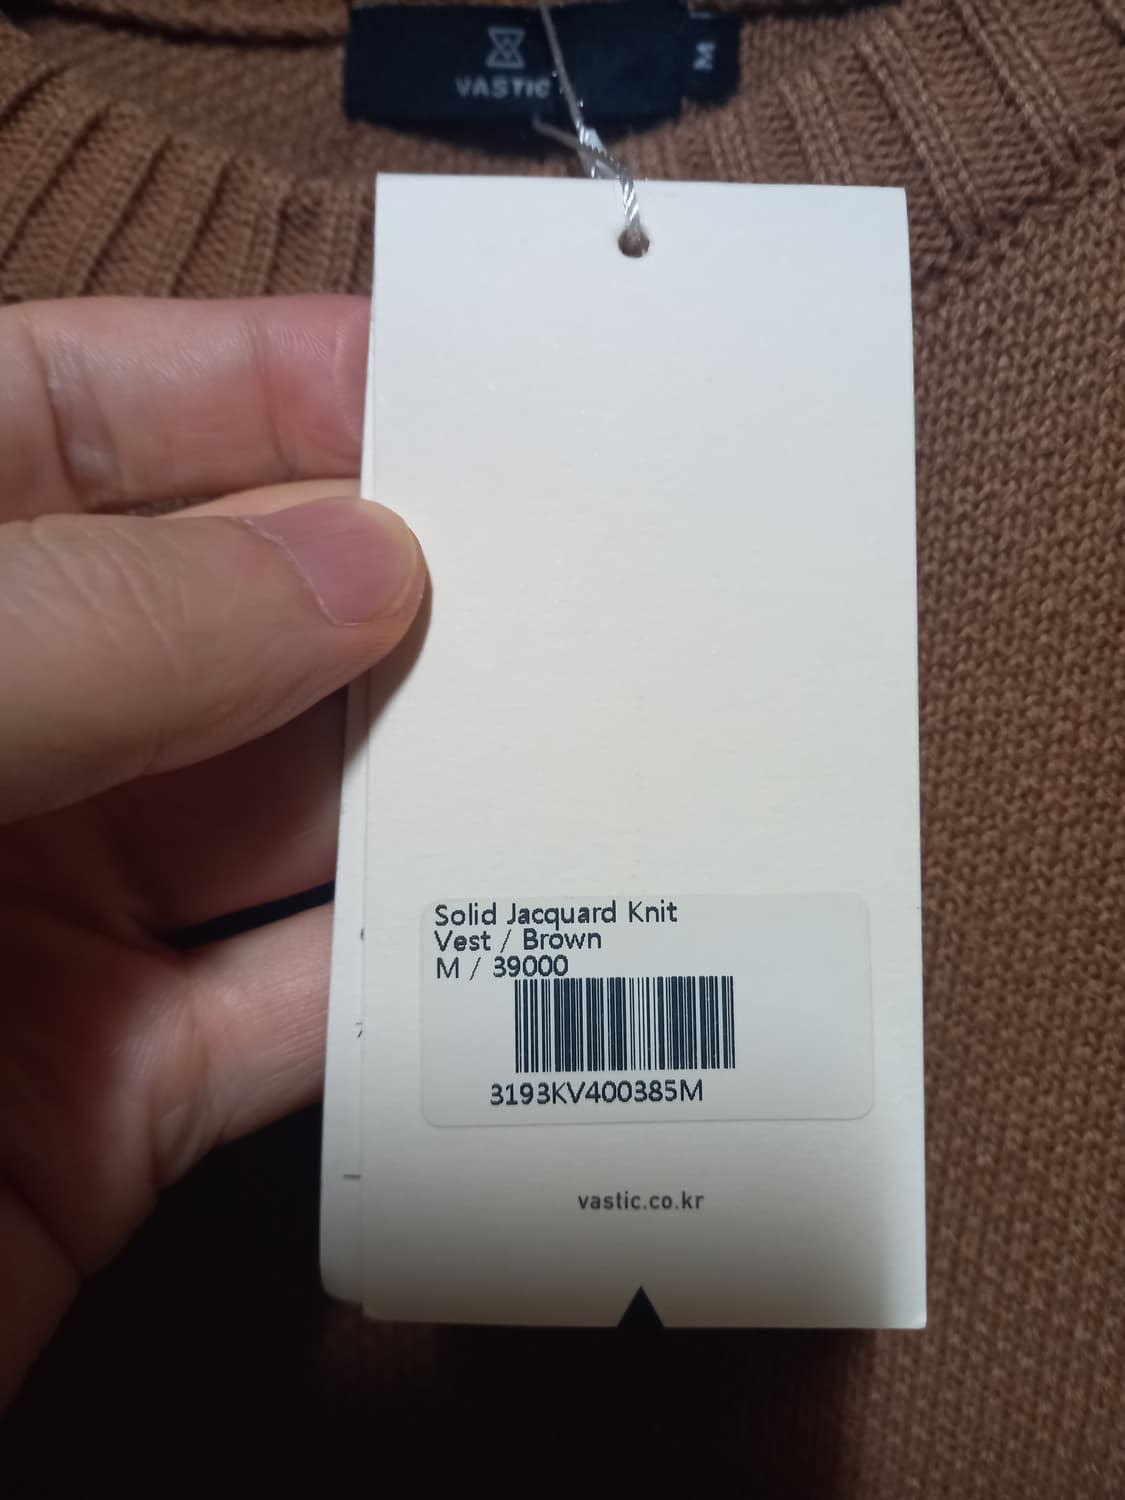 VASTIC
M
Solid Jacquard Knit
Vest / Brown
M / 39000
3193KV400385M
vastic.co.kr